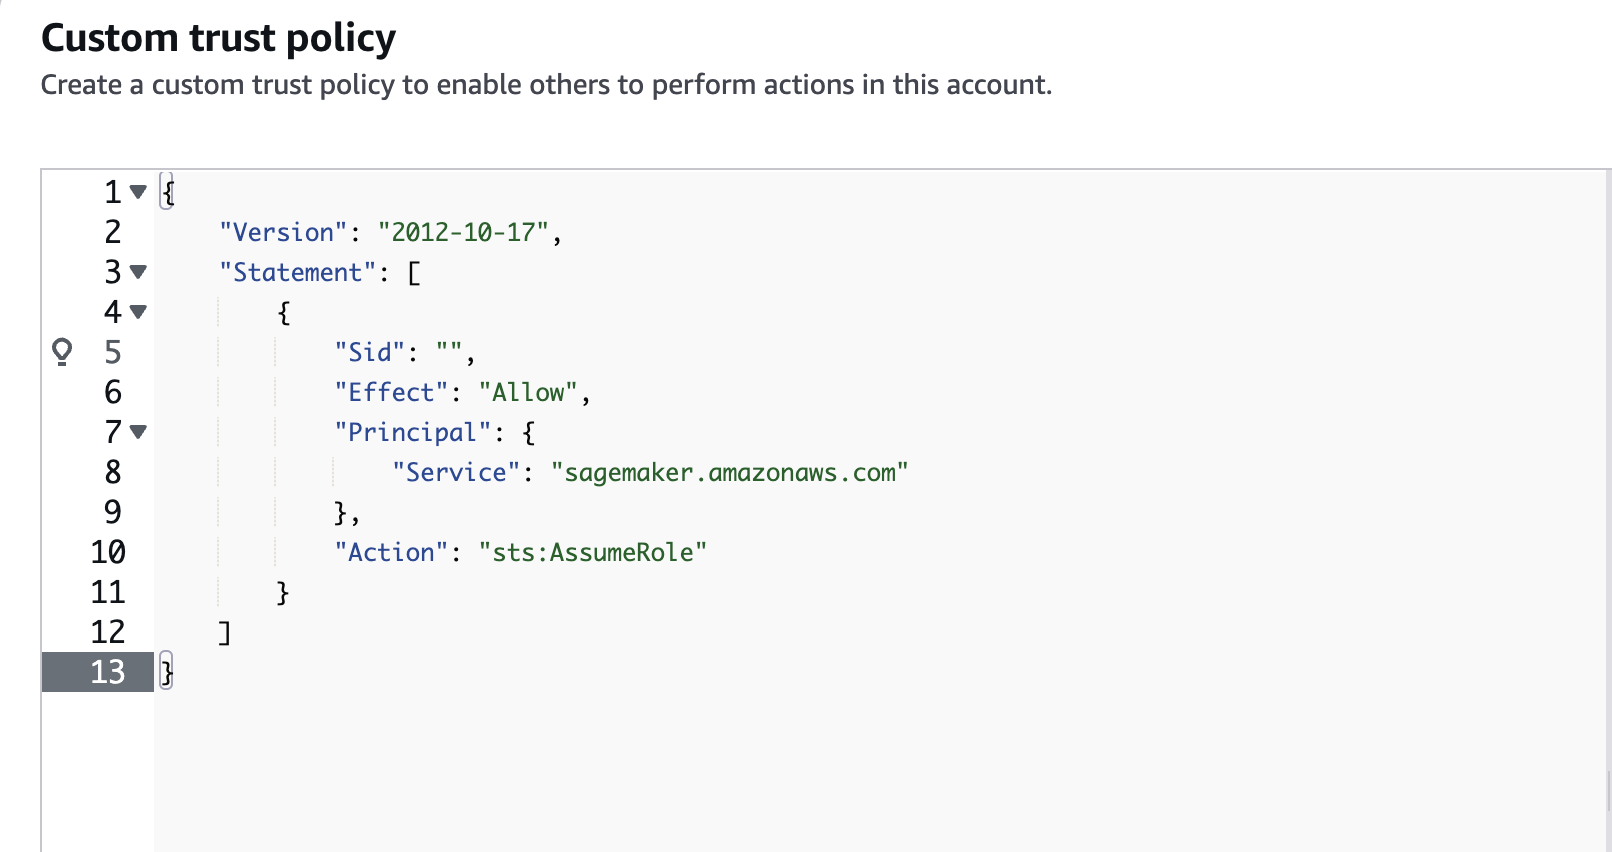 Custom trust policy
Create a custom trust policy to enable others to perform actions in this account.
1 {
2 "Version": "2012-10-17",
3 "Statement": [
4 {
5 "Sid": "",
6 "Effect": "Allow",
7 "Principal": {
8 "Service": "sagemaker.amazonaws.com"
9 },
10 "Action": "sts:AssumeRole"
11 }
12 ]
13 }